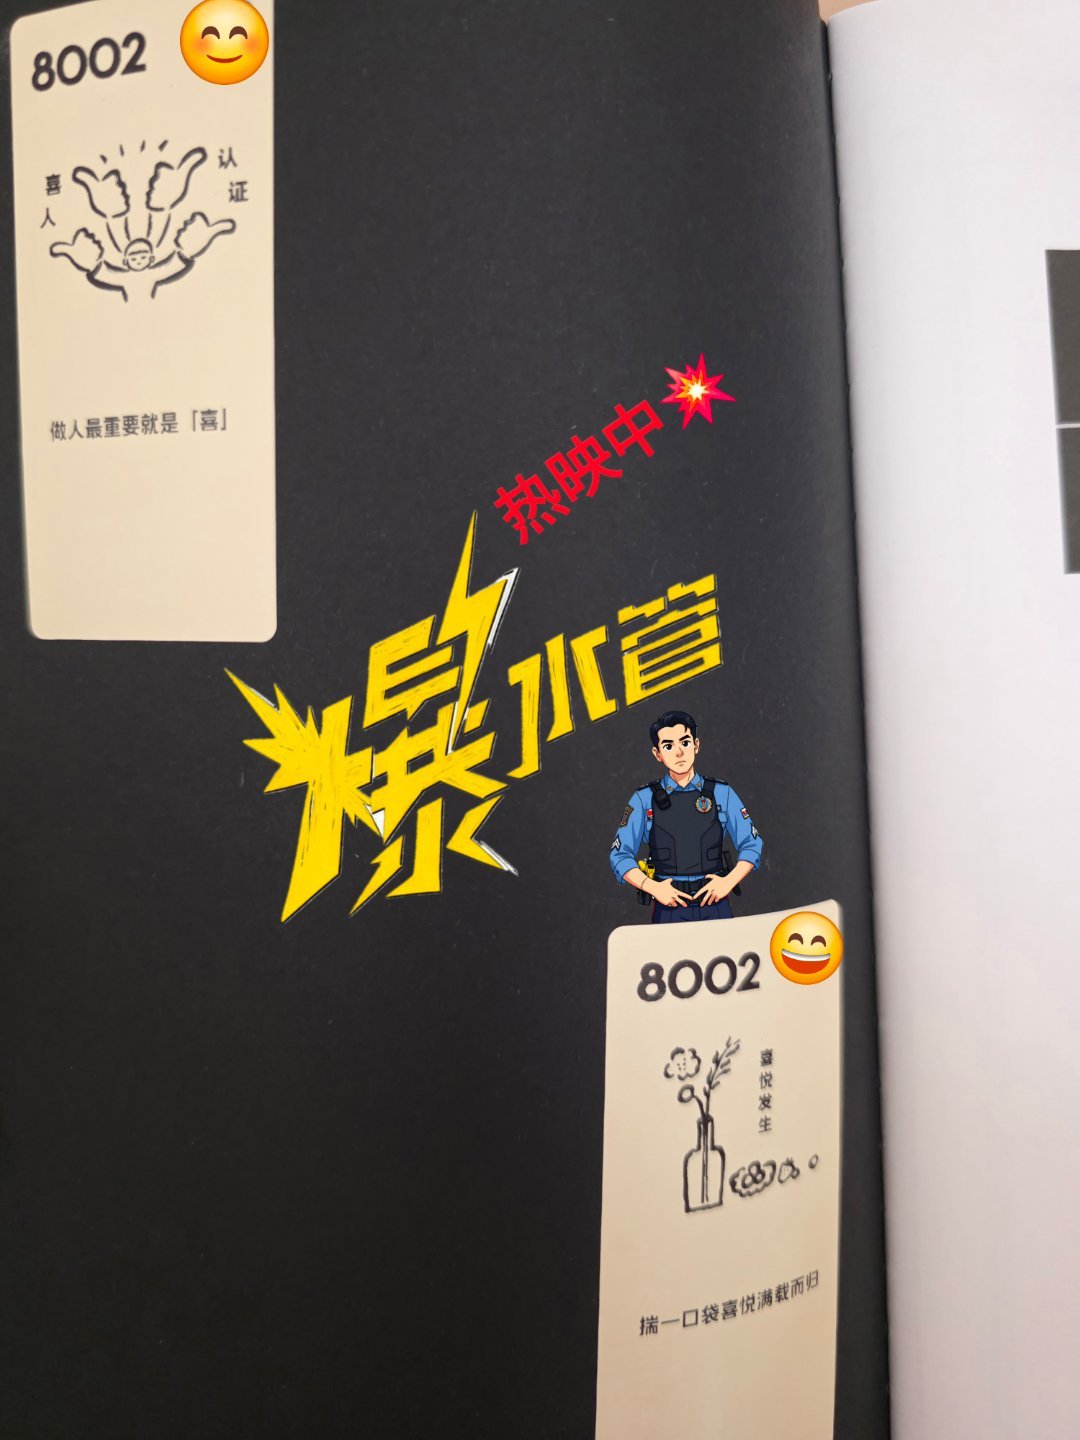 8002
喜人
认证
做人最重要就是「喜」
热映中
爆水管
8002
喜悦发生
揣一口袋喜悦满载而归